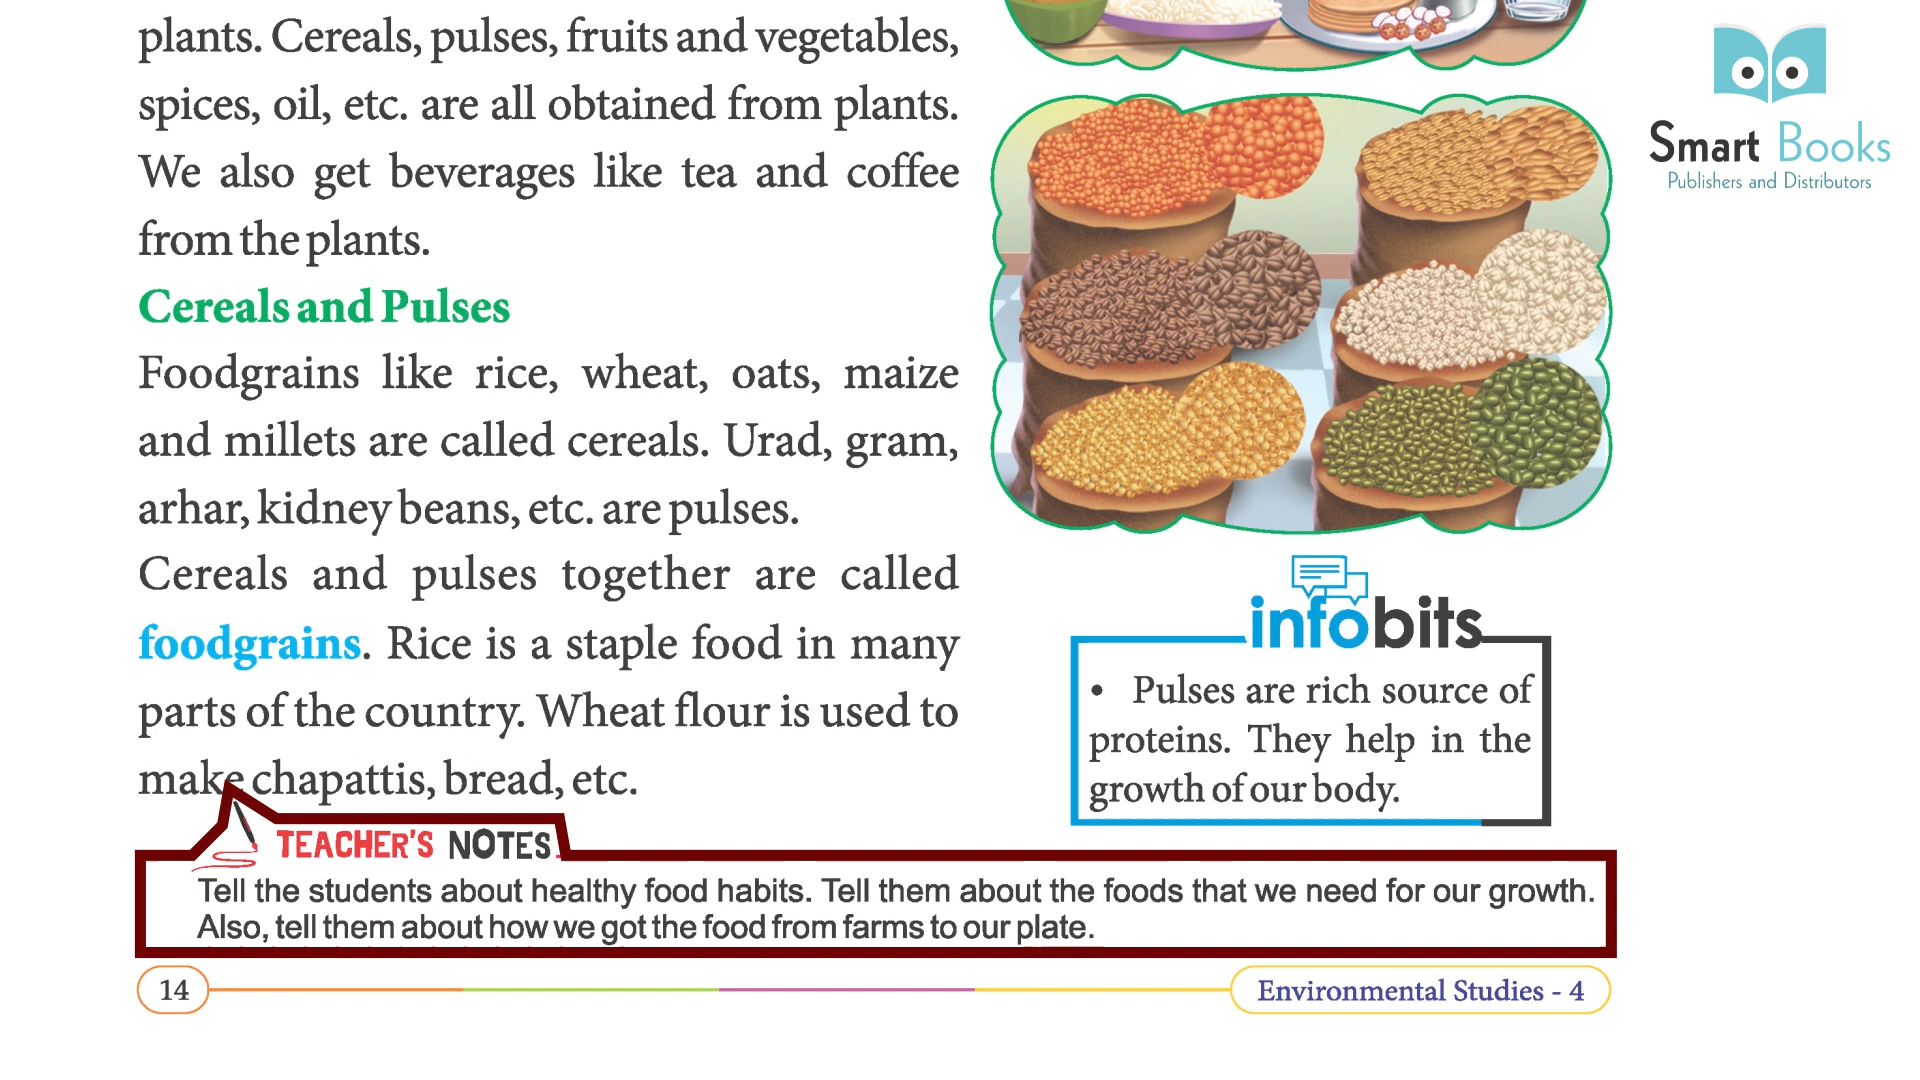 plants. Cereals, pulses, fruits and vegetables,
spices, oil, etc. are all obtained from plants.
We also get beverages like tea and coffee
from the plants.
Cereals and Pulses
Foodgrains like rice, wheat, oats, maize
and millets are called cereals. Urad, gram,
arhar, kidney beans, etc. are pulses.
Cereals and pulses together are called
foodgrains. Rice is a staple food in many
parts of the country. Wheat flour is used to
make chapattis, bread, etc.
infobits
• Pulses are rich source of
proteins. They help in the
growth of our body.
TEACHER'S NOTES
Tell the students about healthy food habits. Tell them about the foods that we need for our growth.
Also, tell them about how we got the food from farms to our plate.
14
Environmental Studies - 4
Smart Books
Publishers and Distributors